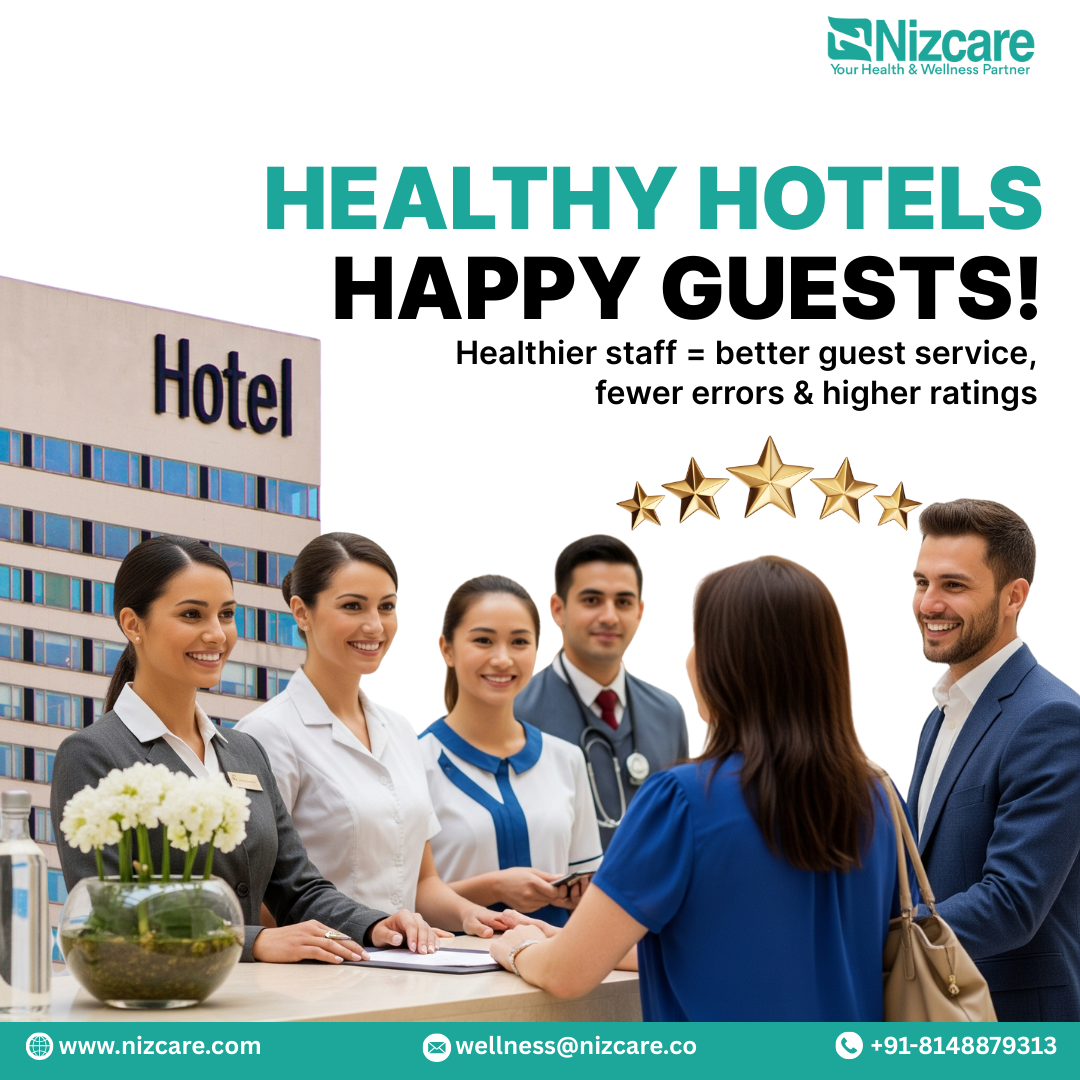 Nizcare
Your Health & Wellness Partner
HEALTHY HOTELS
HAPPY GUESTS!
Healthier staff = better guest service,
fewer errors & higher ratings
Hotel
www.nizcare.com
wellness@nizcare.co
+91-8148879313